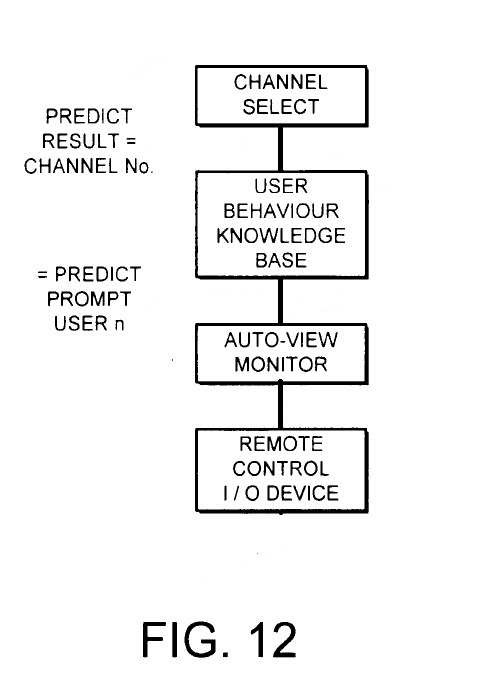 CHANNEL
SELECT
PREDICT
RESULT =
CHANNEL No.
USER
BEHAVIOUR
KNOWLEDGE
BASE
= PREDICT
PROMPT
USER n
AUTO-VIEW
MONITOR
REMOTE
CONTROL
I / O DEVICE
FIG. 12